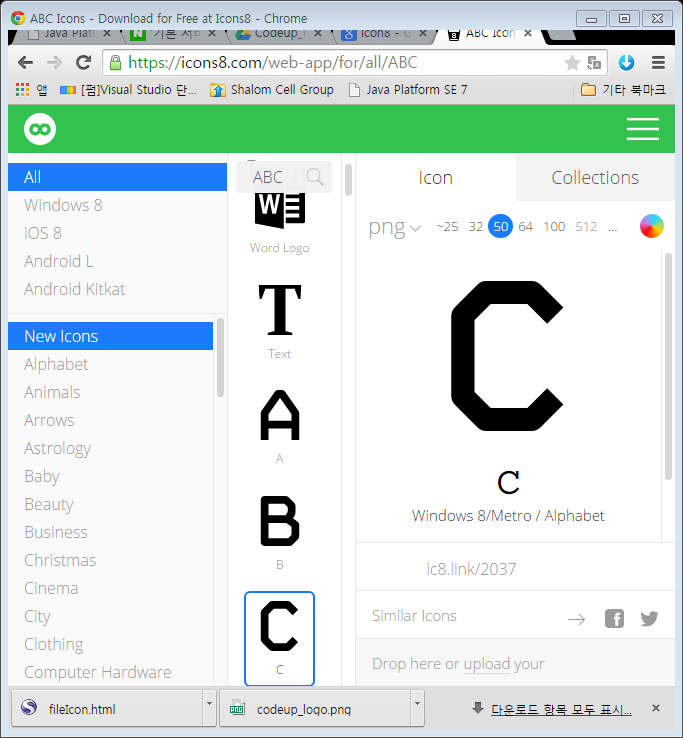 ABC Icons - Download for Free at Icons8 - Chrome
Java Platf
기본 서비
Codeup_l
Icon8 - G
ABC Icon
https://icons8.com/web-app/for/all/ABC
앱
[펌]Visual Studio 단...
Shalom Cell Group
Java Platform SE 7
기타 북마크
All
Windows 8
iOS 8
Android L
Android Kitkat
New Icons
Alphabet
Animals
Arrows
Astrology
Baby
Beauty
Business
Christmas
Cinema
City
Clothing
Computer Hardware
ABC
W
Word Logo
T
Text
A
A
B
B
C
C
Icon
Collections
png
~25 32 50 64 100 512 ...
C
C
Windows 8/Metro / Alphabet
ic8.link/2037
Similar Icons
Drop here or upload your
fileIcon.html
PNG
codeup_logo.png
다운로드 항목 모두 표시...